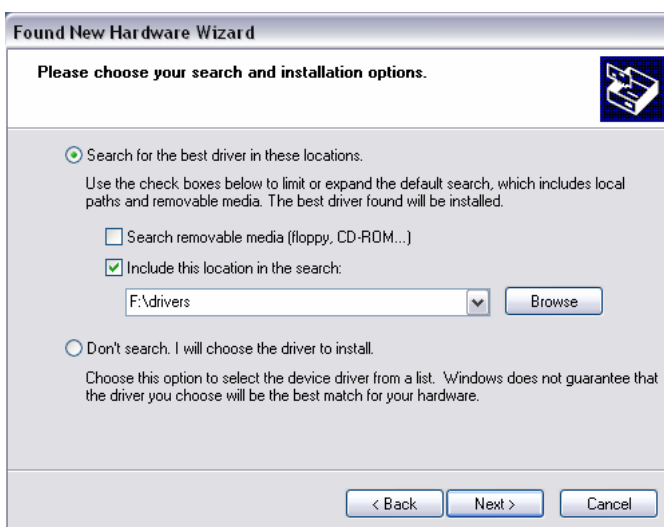 Found New Hardware Wizard
Please choose your search and installation options.
Search for the best driver in these locations.
Use the check boxes below to limit or expand the default search, which includes local
paths and removable media. The best driver found will be installed.
Search removable media (floppy, CD-ROM...)
Include this location in the search:
F:\drivers
Browse
Don't search. I will choose the driver to install.
Choose this option to select the device driver from a list. Windows does not guarantee that
the driver you choose will be the best match for your hardware.
< Back
Next >
Cancel